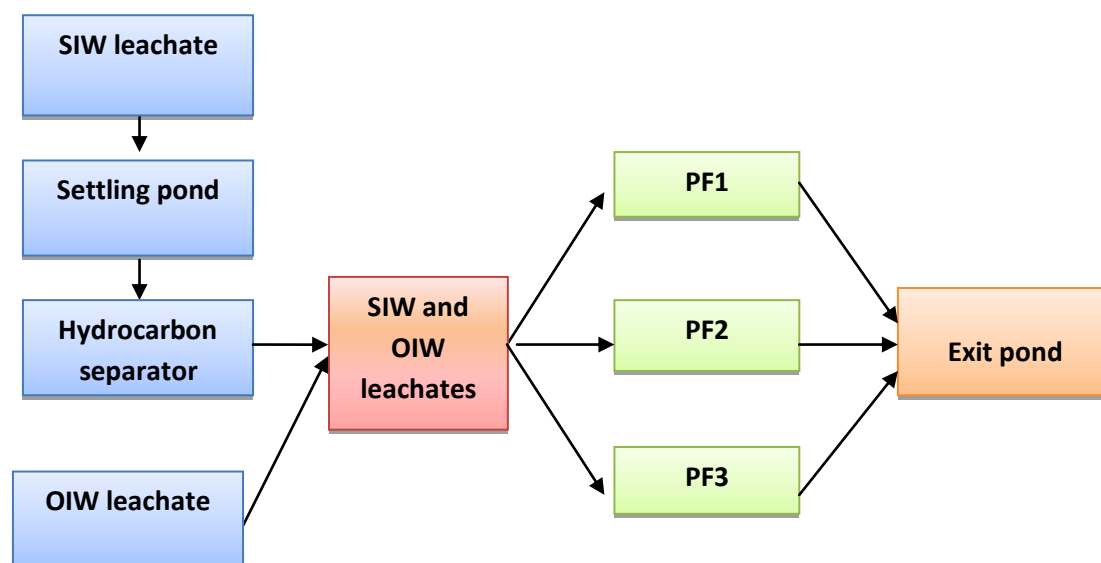 SIW leachate
Settling pond
Hydrocarbon
separator
OIW leachate
SIW and
OIW
leachates
PF1
PF2
PF3
Exit pond